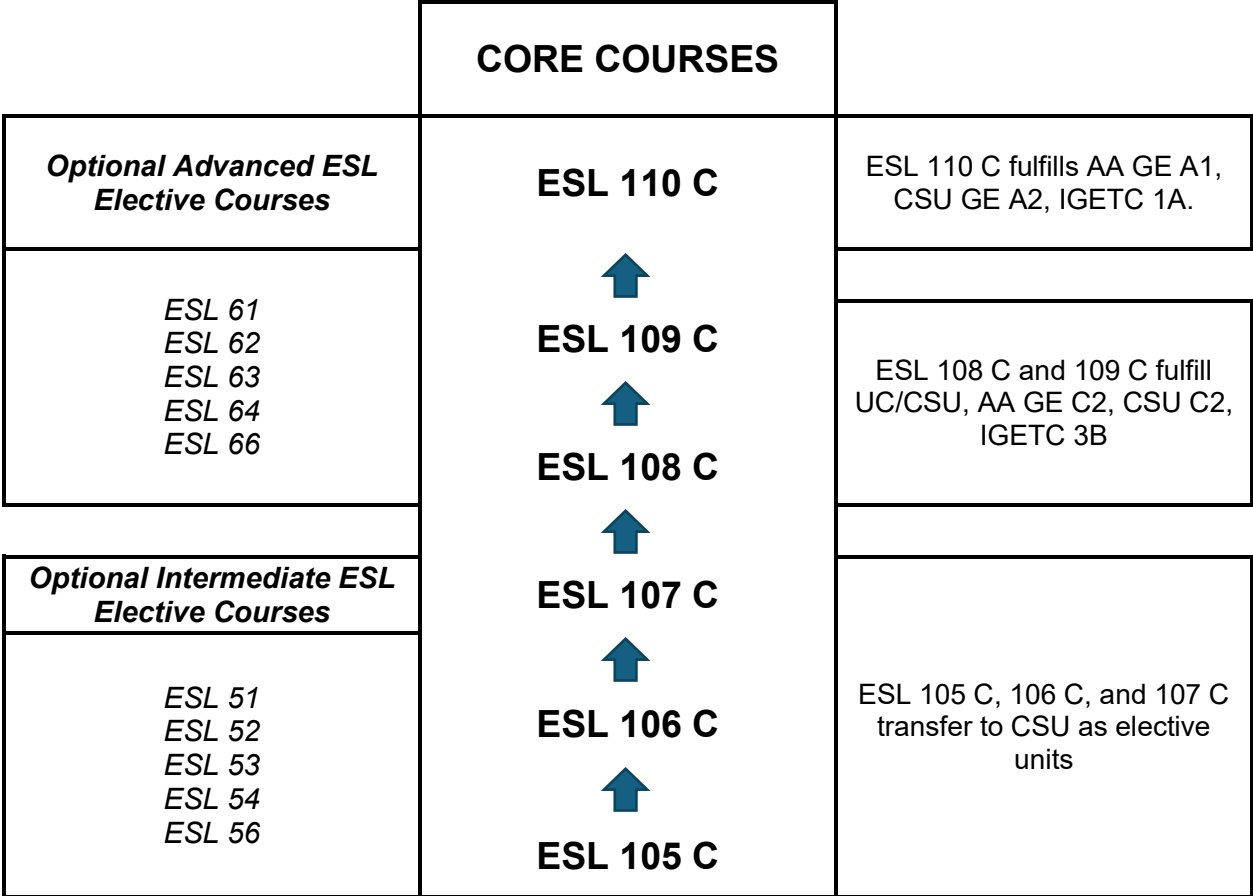 CORE COURSES
Optional Advanced ESL
Elective Courses
ESL 61
ESL 62
ESL 63
ESL 64
ESL 66
Optional Intermediate ESL
Elective Courses
ESL 51
ESL 52
ESL 53
ESL 54
ESL 56
ESL 110 C
ESL 109 C
ESL 108 C
ESL 107 C
ESL 106 C
ESL 105 C
ESL 110 C fulfills AA GE A1,
CSU GE A2, IGETC 1A.
ESL 108 C and 109 C fulfill
UC/CSU, AA GE C2, CSU C2,
IGETC 3B
ESL 105 C, 106 C, and 107 C
transfer to CSU as elective
units